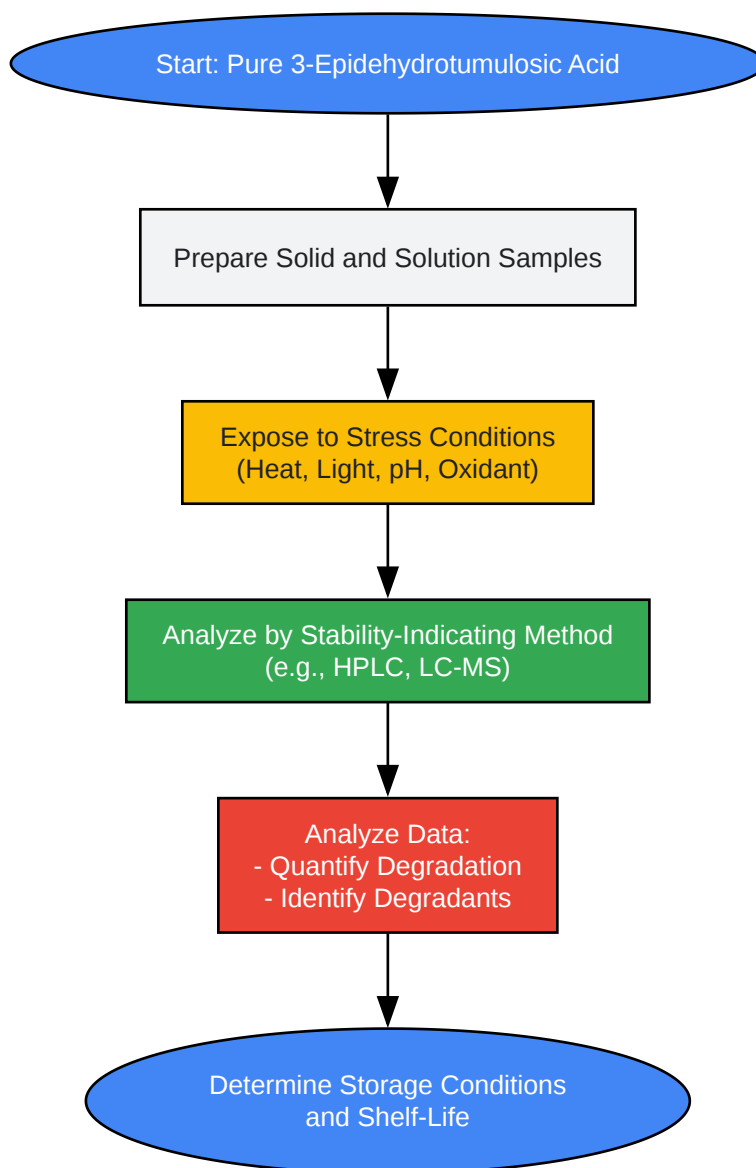 Start: Pure 3-Epidehydrotumulosic Acid
Prepare Solid and Solution Samples
Expose to Stress Conditions
(Heat, Light, pH, Oxidant)
Analyze by Stability-Indicating Method
(e.g., HPLC, LC-MS)
Analyze Data:
- Quantify Degradation
- Identify Degradants
Determine Storage Conditions
and Shelf-Life